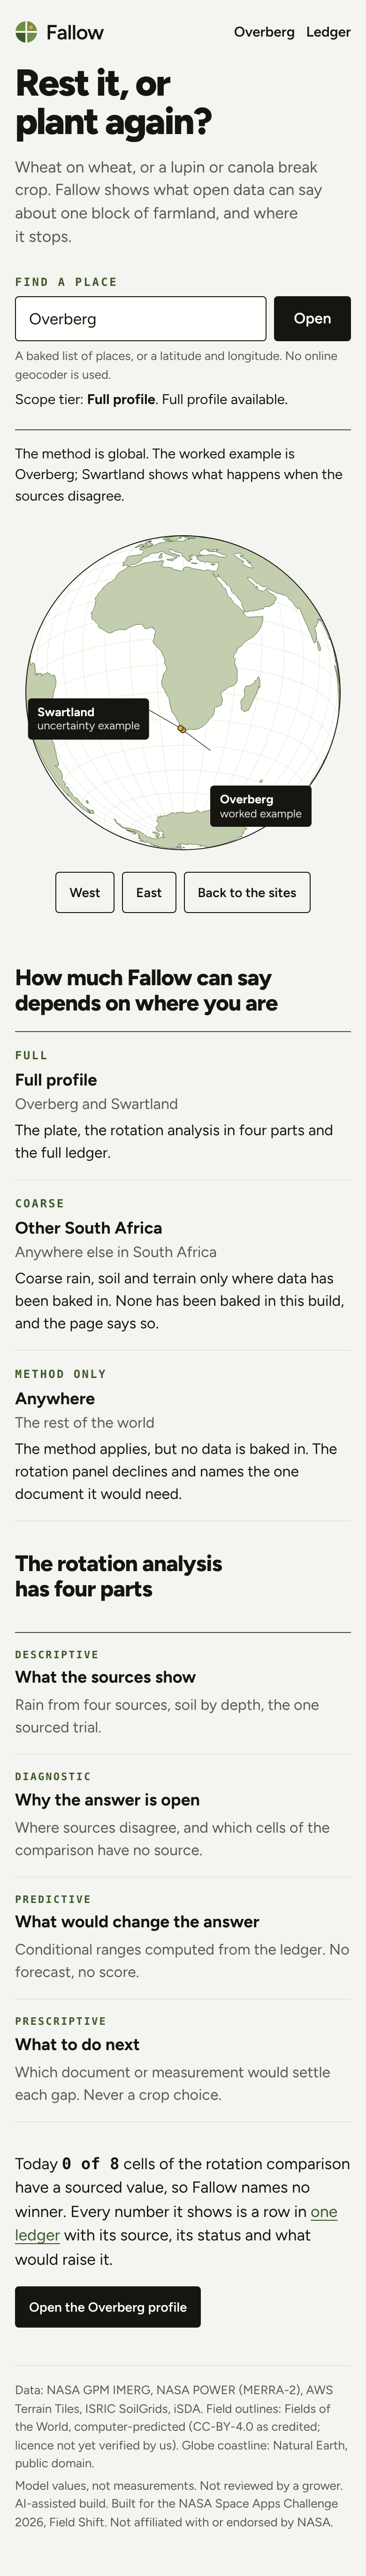 Fallow
Overberg Ledger
Rest it, or
plant again?
Wheat on wheat, or a lupin or canola break
crop. Fallow shows what open data can say
about one block of farmland, and where
it stops.
FIND A PLACE
Overberg
Open
A baked list of places, or a latitude and longitude. No online
geocoder is used.
Scope tier: Full profile. Full profile available.
The method is global. The worked example is
Overberg; Swartland shows what happens when the
sources disagree.
Swartland
uncertainty example
Overberg
worked example
West
East
Back to the sites
How much Fallow can say
depends on where you are
FULL
Full profile
Overberg and Swartland
The plate, the rotation analysis in four parts and
the full ledger.
COARSE
Other South Africa
Anywhere else in South Africa
Coarse rain, soil and terrain only where data has
been baked in. None has been baked in this build,
and the page says so.
METHOD ONLY
Anywhere
The rest of the world
The method applies, but no data is baked in. The
rotation panel declines and names the one
document it would need.
The rotation analysis
has four parts
DESCRIPTIVE
What the sources show
Rain from four sources, soil by depth, the one
sourced trial.
DIAGNOSTIC
Why the answer is open
Where sources disagree, and which cells of the
comparison have no source.
PREDICTIVE
What would change the answer
Conditional ranges computed from the ledger. No
forecast, no score.
PRESCRIPTIVE
What to do next
Which document or measurement would settle
each gap. Never a crop choice.
Today 0 of 8 cells of the rotation comparison
have a sourced value, so Fallow names no
winner. Every number it shows is a row in one
ledger with its source, its status and what
would raise it.
Open the Overberg profile
Data: NASA GPM IMERG, NASA POWER (MERRA-2), AWS
Terrain Tiles, ISRIC SoilGrids, iSDA. Field outlines: Fields of
the World, computer-predicted (CC-BY-4.0 as credited;
licence not yet verified by us). Globe coastline: Natural Earth,
public domain.
Model values, not measurements. Not reviewed by a grower.
AI-assisted build. Built for the NASA Space Apps Challenge
2026, Field Shift. Not affiliated with or endorsed by NASA.